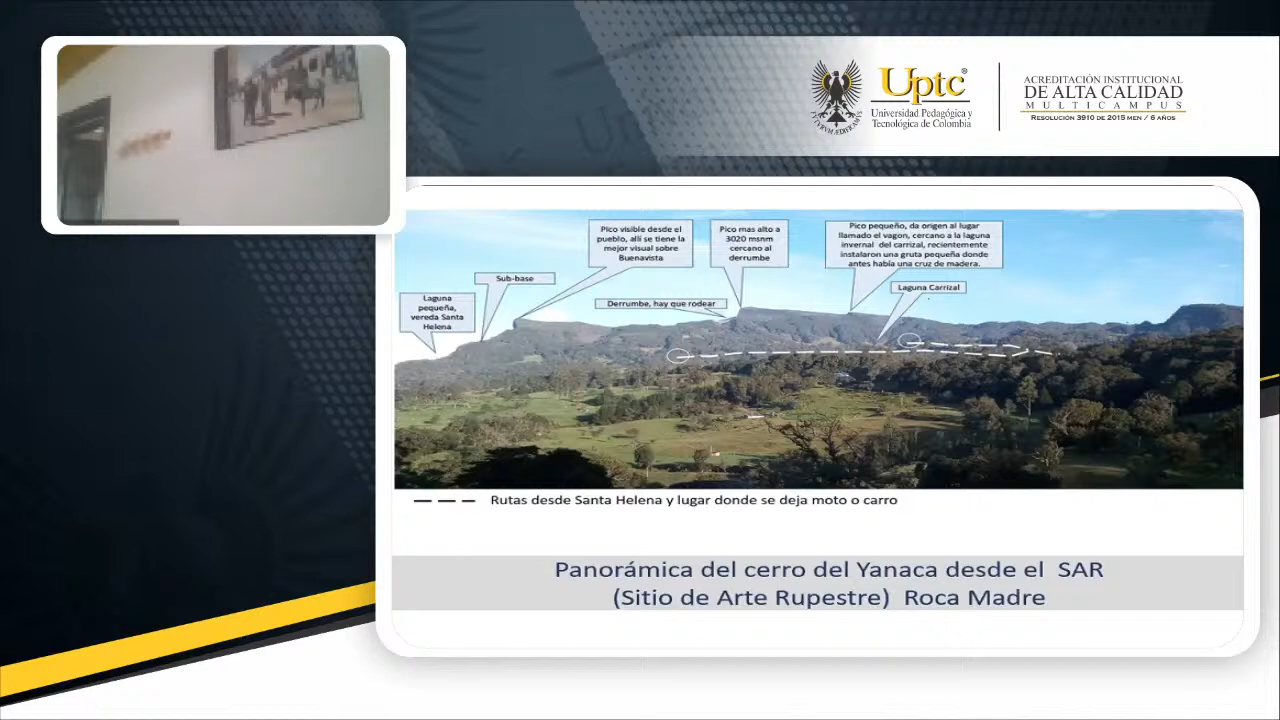 Uptc®
Universidad Pedagógica y
Tecnológica de Colombia
ACREDITACIÓN INSTITUCIONAL
DE ALTA CALIDAD
MULTICAMPUS
RESOLUCIÓN 3910 DE 2015 MEN / 6 AÑOS
Pico visible desde el
pueblo, allí se tiene la
mejor visual sobre
Buenavista
Pico mas alto a
3020 msnm
cercano al
derrumbe
Pico pequeño, da origen al lugar
llamado el vagon, cercano a la laguna
invernal del carrizal, recientemente
instalaron una gruta pequeña donde
antes había una cruz de madera.
Sub-base
Laguna Carrizal
Laguna
pequeña,
vereda Santa
Helena
Derrumbe, hay que rodear
Rutas desde Santa Helena y lugar donde se deja moto o carro
Panorámica del cerro del Yanaca desde el SAR
(Sitio de Arte Rupestre) Roca Madre